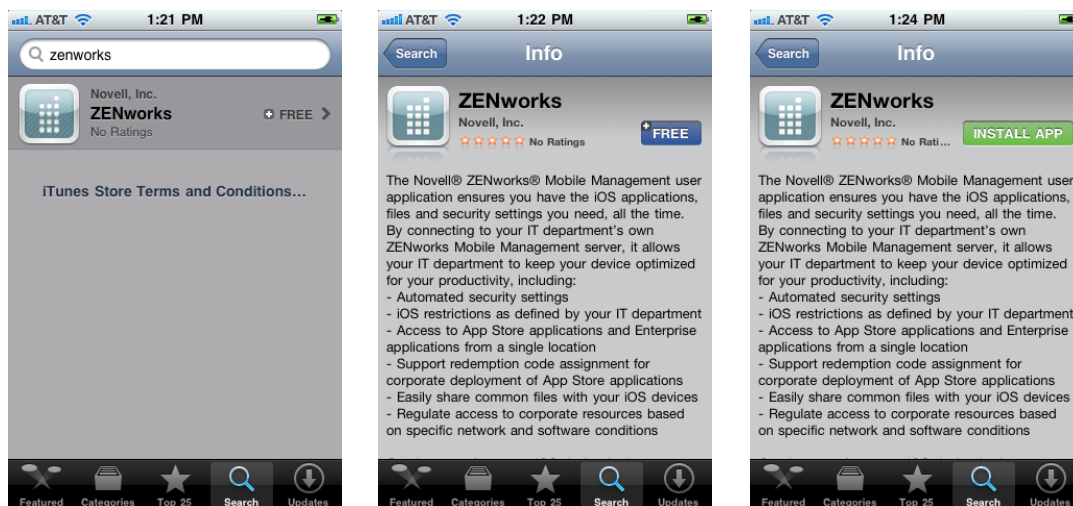 AT&T 1:21 PM
zenworks
Novell, Inc.
ZENworks
FREE
No Ratings
iTunes Store Terms and Conditions...
Featured Categories Top 25 Search Updates
AT&T 1:22 PM
Search Info
ZENworks
Novell, Inc.
No Ratings
FREE
The Novell® ZENworks® Mobile Management user
application ensures you have the iOS applications,
files and security settings you need, all the time.
By connecting to your IT department's own
ZENworks Mobile Management server, it allows
your IT department to keep your device optimized
for your productivity, including:
- Automated security settings
- iOS restrictions as defined by your IT department
- Access to App Store applications and Enterprise
applications from a single location
- Support redemption code assignment for
corporate deployment of App Store applications
- Easily share common files with your iOS devices
- Regulate access to corporate resources based
on specific network and software conditions
Featured Categories Top 25 Search Updates
AT&T 1:24 PM
Search Info
ZENworks
Novell, Inc.
No Rati...
INSTALL APP
The Novell® ZENworks® Mobile Management user
application ensures you have the iOS applications,
files and security settings you need, all the time.
By connecting to your IT department's own
ZENworks Mobile Management server, it allows
your IT department to keep your device optimized
for your productivity, including:
- Automated security settings
- iOS restrictions as defined by your IT department
- Access to App Store applications and Enterprise
applications from a single location
- Support redemption code assignment for
corporate deployment of App Store applications
- Easily share common files with your iOS devices
- Regulate access to corporate resources based
on specific network and software conditions
Featured Categories Top 25 Search Updates